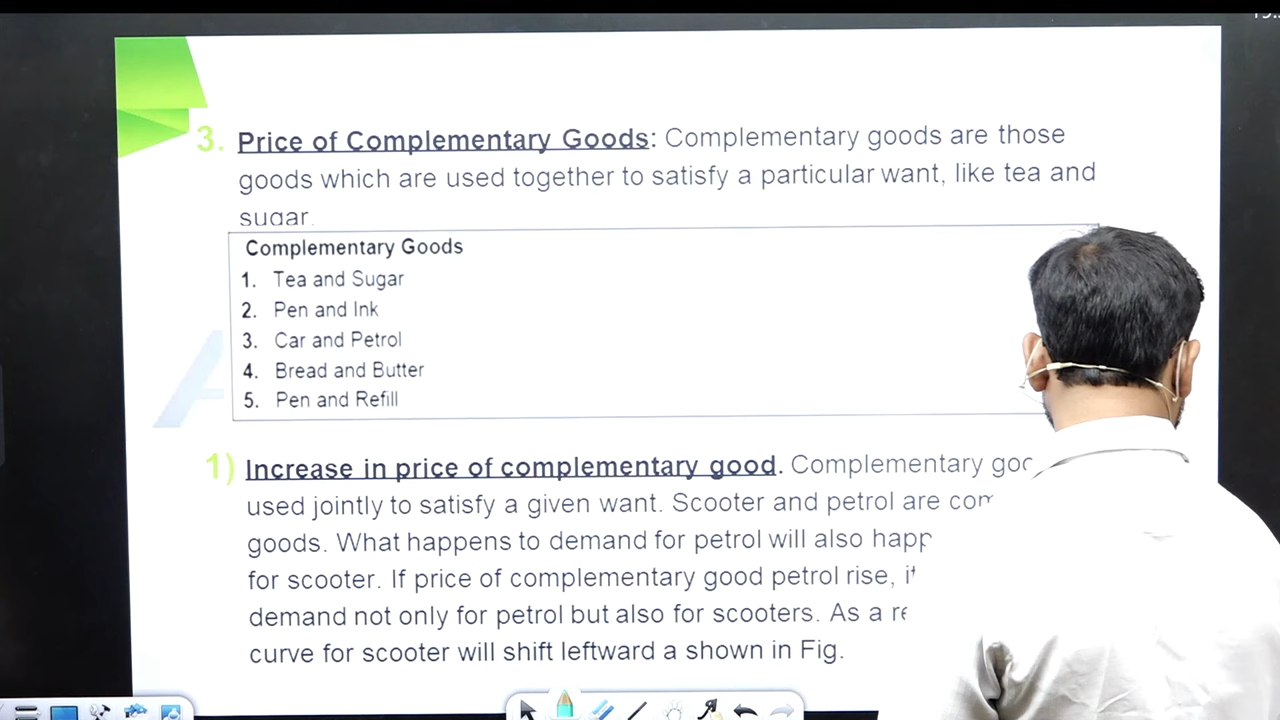 3. Price of Complementary Goods: Complementary goods are those
goods which are used together to satisfy a particular want, like tea and
sugar.
Complementary Goods
1. Tea and Sugar
2. Pen and Ink
3. Car and Petrol
4. Bread and Butter
5. Pen and Refill
1) Increase in price of complementary good. Complementary
used jointly to satisfy a given want. Scooter and petrol are
goods. What happens to demand for petrol will also
for scooter. If price of complementary good petrol rise,
demand not only for petrol but also for scooters. As a
curve for scooter will shift leftward a shown in Fig.